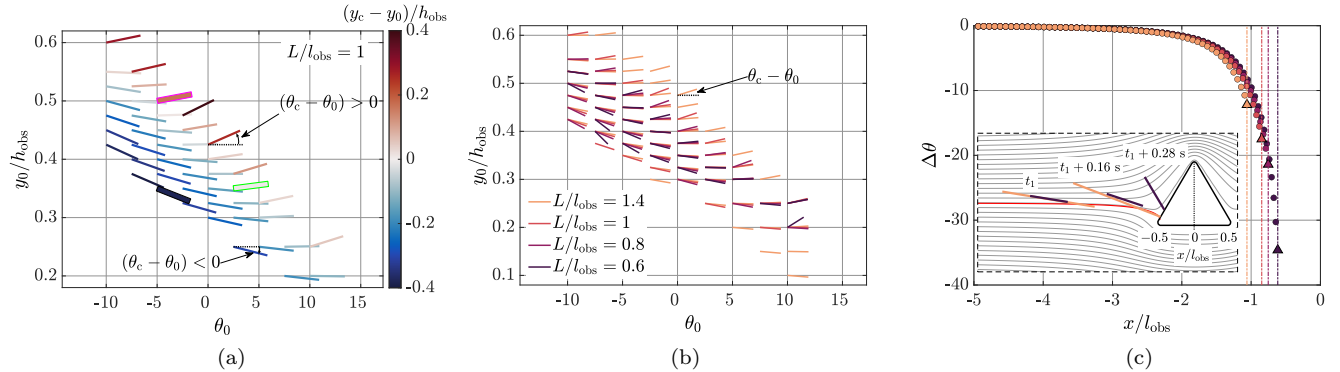 (y_c − y_0)/h_obs
0.6
0.5
0.4
0.3
0.2
y_0/h_obs
L/l_obs = 1
(θ_c − θ_0) > 0
(θ_c − θ_0) < 0
-10
-5
0
5
10
15
θ_0
0.4
0.2
0
-0.2
-0.4
(a)
0.6
0.5
0.4
0.3
0.2
0.1
y_0/h_obs
θ_c − θ_0
L/l_obs = 1.4
L/l_obs = 1
L/l_obs = 0.8
L/l_obs = 0.6
-10
-5
0
5
10
15
θ_0
(b)
0
-10
-20
-30
-40
Δθ
t_1
t_1 + 0.16 s
t_1 + 0.28 s
−0.5
0
0.5
x/l_obs
-5
-4
-3
-2
-1
0
x/l_obs
(c)